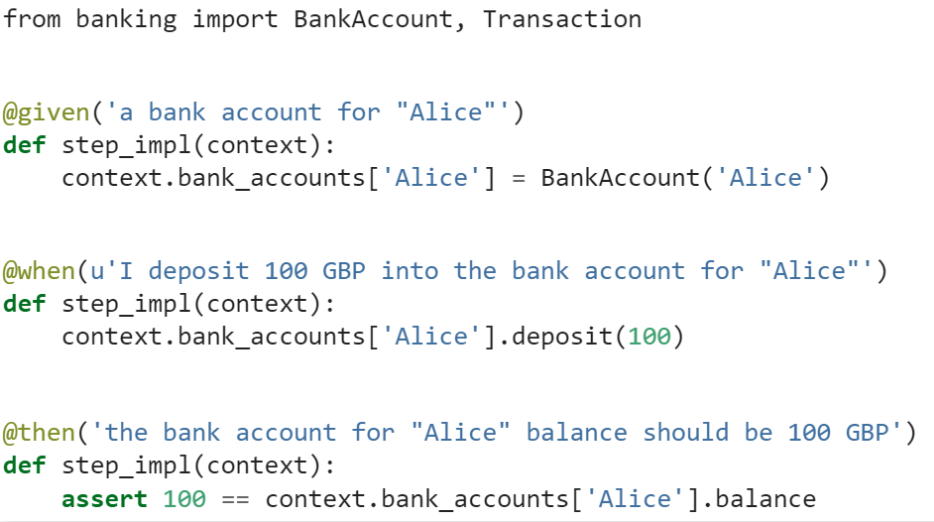 from banking import BankAccount, Transaction
@given('a bank account for "Alice"')
def step_impl(context):
    context.bank_accounts['Alice'] = BankAccount('Alice')
@when(u'I deposit 100 GBP into the bank account for "Alice"')
def step_impl(context):
    context.bank_accounts['Alice'].deposit(100)
@then('the bank account for "Alice" balance should be 100 GBP')
def step_impl(context):
    assert 100 == context.bank_accounts['Alice'].balance